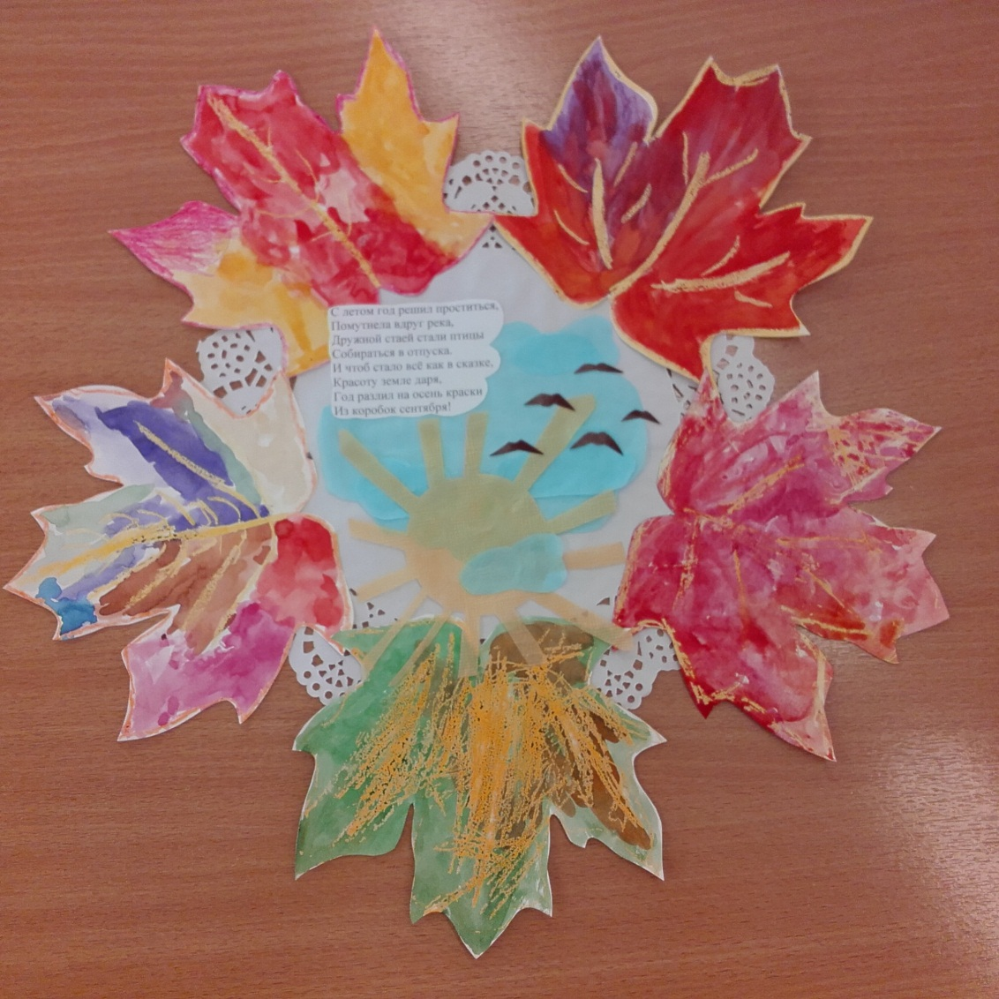 С летом год решил проститься,
Помутнела вдруг река,
Дружной стаей стали птицы
Собираться в отпуска.
И чтоб стало всё как в сказке,
Красоту земле даря,
Год разлил на осень краски
Из коробок сентября!